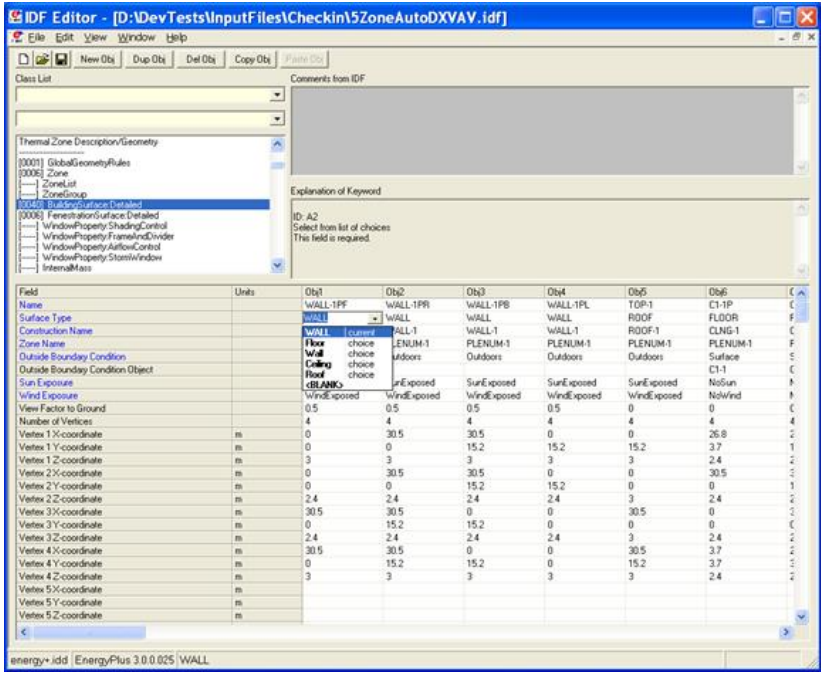 IDF Editor - [D:\DevTests\InputFiles\Checkin\5ZoneAutoDXVAV.idf]
File Edit View Window Help
New Obj Dup Obj Del Obj Copy Obj Paste Obj
Class List Comments from IDF
Thermal Zone Description/Geometry
[0001] GlobalGeometryRules
[0006] Zone
[------] ZoneList
[------] ZoneGroup
[0040] BuildingSurface:Detailed
[0006] FenestrationSurface:Detailed
[------] WindowProperty:ShadingControl
[------] WindowProperty:FrameAndDivider
[------] WindowProperty:AirflowControl
[------] WindowProperty:StormWindow
[------] InternalMass
Explanation of Keyword
ID: A2
Select from list of choices
This field is required.
Field Units Obj1 Obj2 Obj3 Obj4 Obj5 Obj6
Name WALL-1PF WALL-1PR WALL-1PB WALL-1PL TOP-1 C1-1P
Surface Type WALL WALL WALL WALL ROOF FLOOR
Construction Name WALL-1 WALL-1 ROOF-1 CLNG-1
Zone Name PLENUM-1 PLENUM-1 PLENUM-1 PLENUM-1
Outside Boundary Condition Outdoors Outdoors Outdoors Surface
Outside Boundary Condition Object C1-1
Sun Exposure SunExposed SunExposed SunExposed NoSun
Wind Exposure WindExposed WindExposed WindExposed WindExposed WindExposed NoWind
WALL current
Floor choice
Wall choice
Ceiling choice
Roof choice
<BLANK>
View Factor to Ground 0.5 0.5 0.5 0.5 0 0
Number of Vertices 4 4 4 4 4 4
Vertex 1 X-coordinate m 0 30.5 30.5 0 0 26.8
Vertex 1 Y-coordinate m 0 0 15.2 15.2 15.2 3.7
Vertex 1 Z-coordinate m 3 3 3 3 3 2.4
Vertex 2 X-coordinate m 0 30.5 30.5 0 0 30.5
Vertex 2 Y-coordinate m 0 0 15.2 15.2 0 0
Vertex 2 Z-coordinate m 2.4 2.4 2.4 2.4 3 2.4
Vertex 3 X-coordinate m 30.5 30.5 0 0 30.5 0
Vertex 3 Y-coordinate m 0 15.2 15.2 0 0 0
Vertex 3 Z-coordinate m 2.4 2.4 2.4 2.4 3 2.4
Vertex 4 X-coordinate m 30.5 30.5 0 0 30.5 3.7
Vertex 4 Y-coordinate m 0 15.2 15.2 0 15.2 3.7
Vertex 4 Z-coordinate m 3 3 3 3 3 2.4
Vertex 5 X-coordinate m
Vertex 5 Y-coordinate m
Vertex 5 Z-coordinate m
energy+.idd EnergyPlus 3.0.0.025 WALL